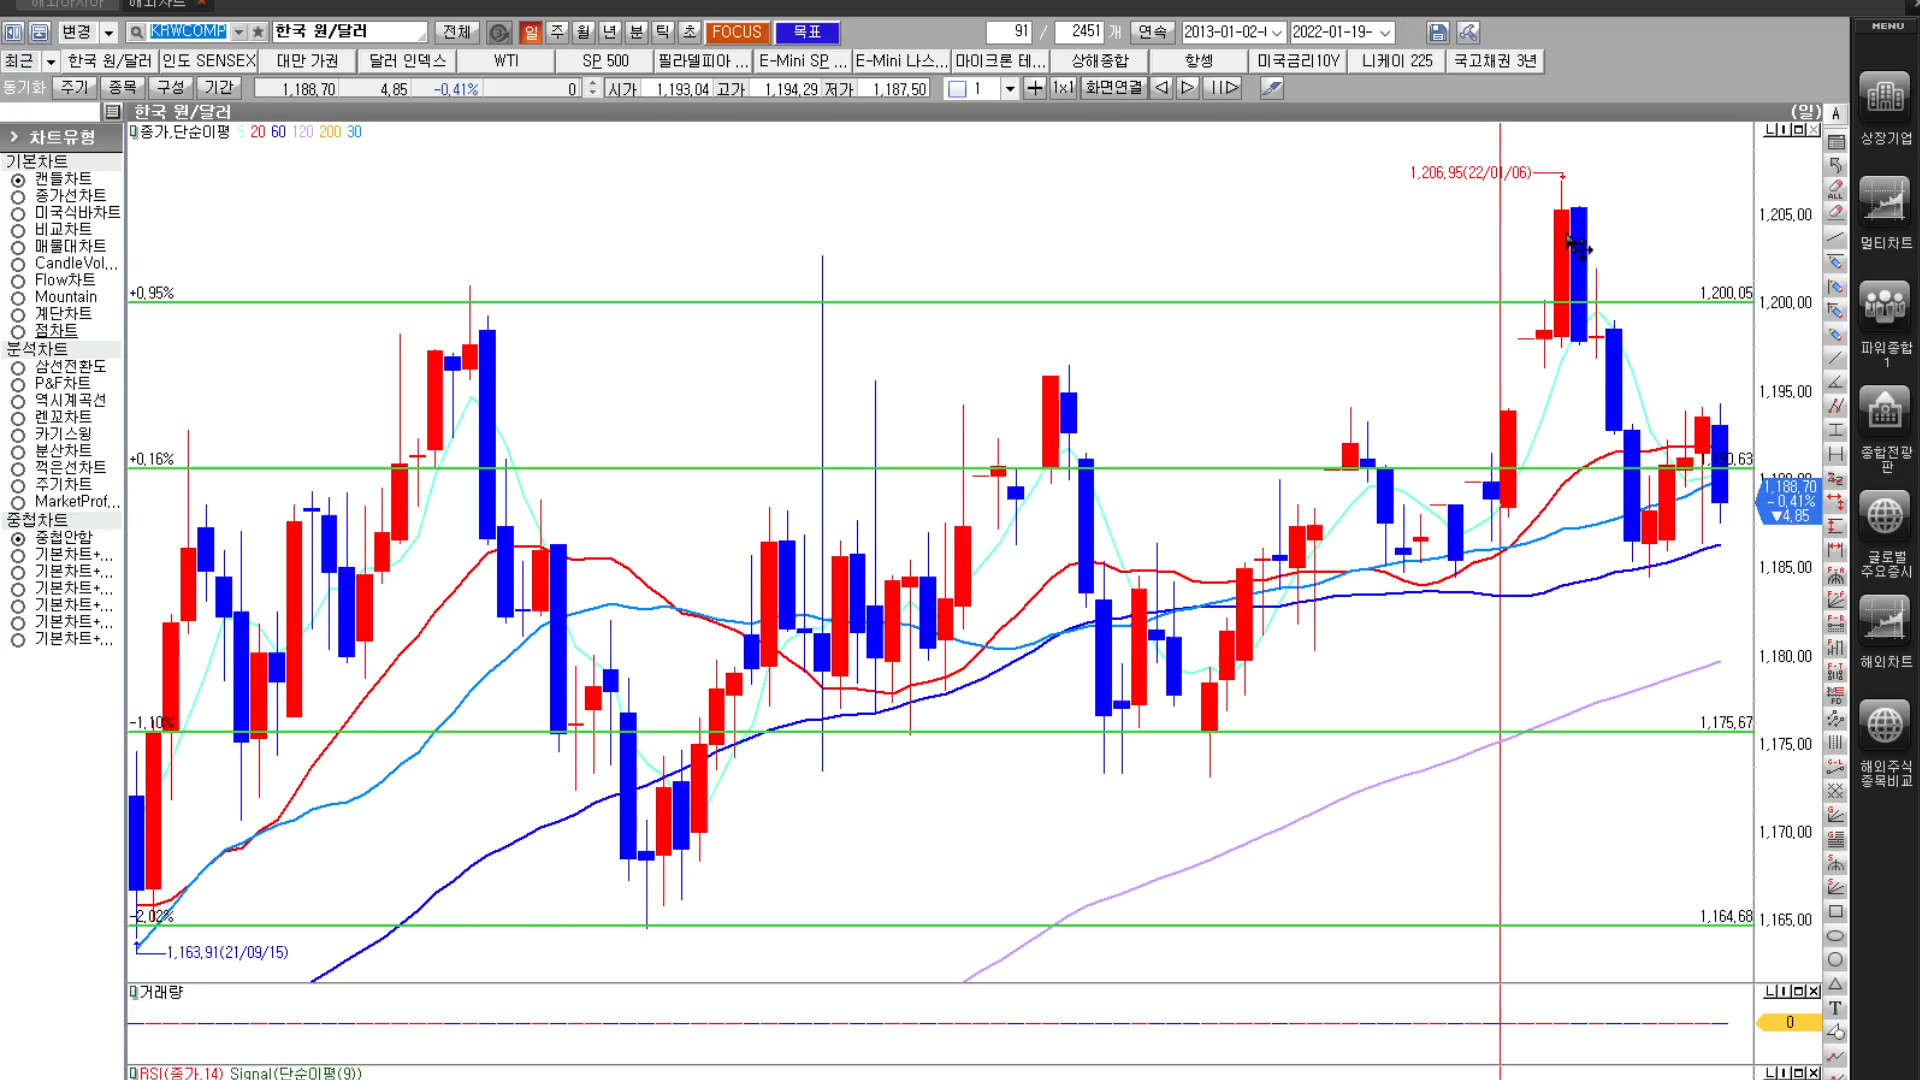 해외차트
변경 KRWCOMP 한국 원/달러 전체 일 주 월 년 분 틱 초 FOCUS 목표 91 / 2451 개 연속 2013-01-02- 2022-01-19-
최근 한국 원/달러 인도 SENSEX 대만 가권 달러 인덱스 WTI SP 500 필라델피아 ... E-Mini SP ... E-Mini 나스... 마이크론 테... 상해종합 항셍 미국금리10Y 니케이 225 국고채권 3년
동기화 주기 종목 구성 기간 1,188.70 4.85 -0.41% 0 시가 1,193.04 고가 1,194.29 저가 1,187.50 1 1x1 화면연결
한국 원/달러 (일)
종가,단순이평 5 20 60 120 200 30
차트유형
기본차트
캔들차트
종가선차트
미국식바차트
비교차트
매물대차트
CandleVol...
Flow차트
Mountain
계단차트
점차트
분석차트
삼선전환도
P&F차트
역시계곡선
렌꼬차트
카기스윙
분산차트
꺽은선차트
주기차트
MarketProf...
중첩차트
중첩안함
기본차트+...
기본차트+...
기본차트+...
기본차트+...
기본차트+...
기본차트+...
1,206.95(22/01/06)
+0.95%
1,200.05
+0.16%
-1.10%
1,175.67
-2.02%
1,164.68
1,163.91(21/09/15)
1,205.00
1,200.00
1,195.00
1,188.70
-0.41%
▼4.85
1,185.00
1,180.00
1,175.00
1,170.00
1,165.00
거래량
0
RSI(종가,14) Signal(단순이평(9))
MENU
상장기업
멀티차트
파워종합
1
종합전광
판
글로벌
주요증시
해외차트
해외주식
종목비교